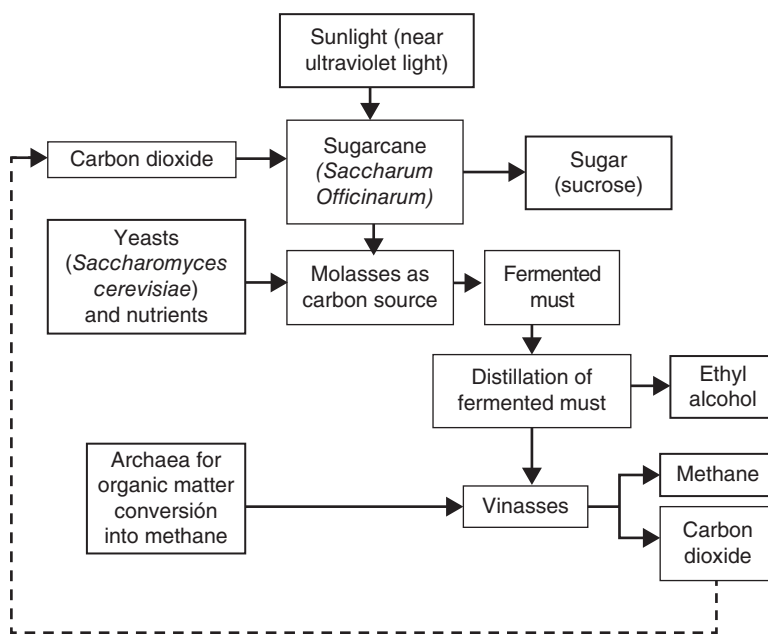 Sunlight (near
ultraviolet light)
Carbon dioxide
Sugarcane
(Saccharum
Officinarum)
Sugar
(sucrose)
Yeasts
(Saccharomyces
cerevisiae)
and nutrients
Molasses as
carbon source
Fermented
must
Distillation of
fermented must
Ethyl
alcohol
Archaea for
organic matter
conversión
into methane
Vinasses
Methane
Carbon
dioxide